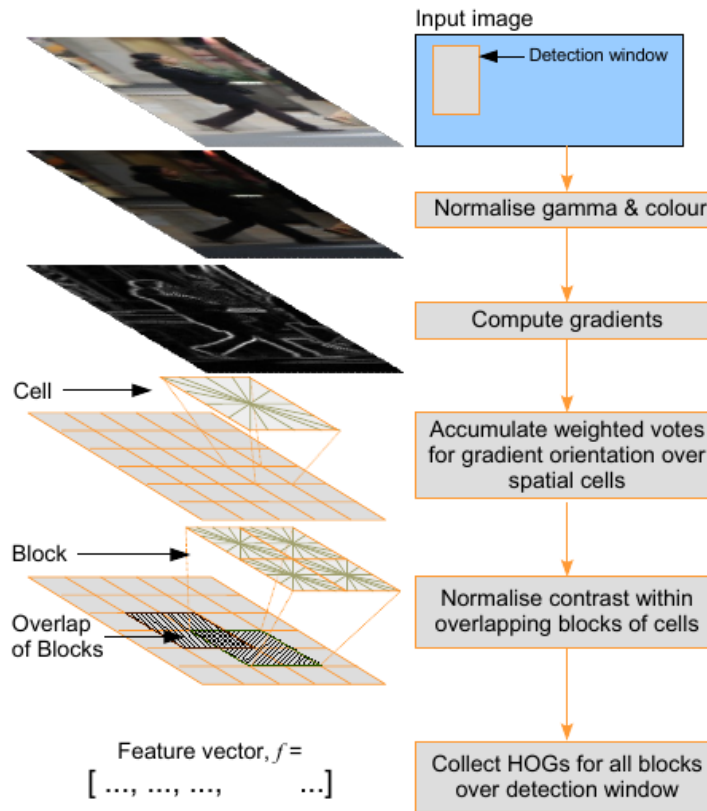 Input image
Detection window
Normalise gamma & colour
Compute gradients
Cell
Accumulate weighted votes
for gradient orientation over
spatial cells
Block
Normalise contrast within
overlapping blocks of cells
Overlap
of Blocks
Feature vector, f =
[ ..., ..., ..., ...]
Collect HOGs for all blocks
over detection window